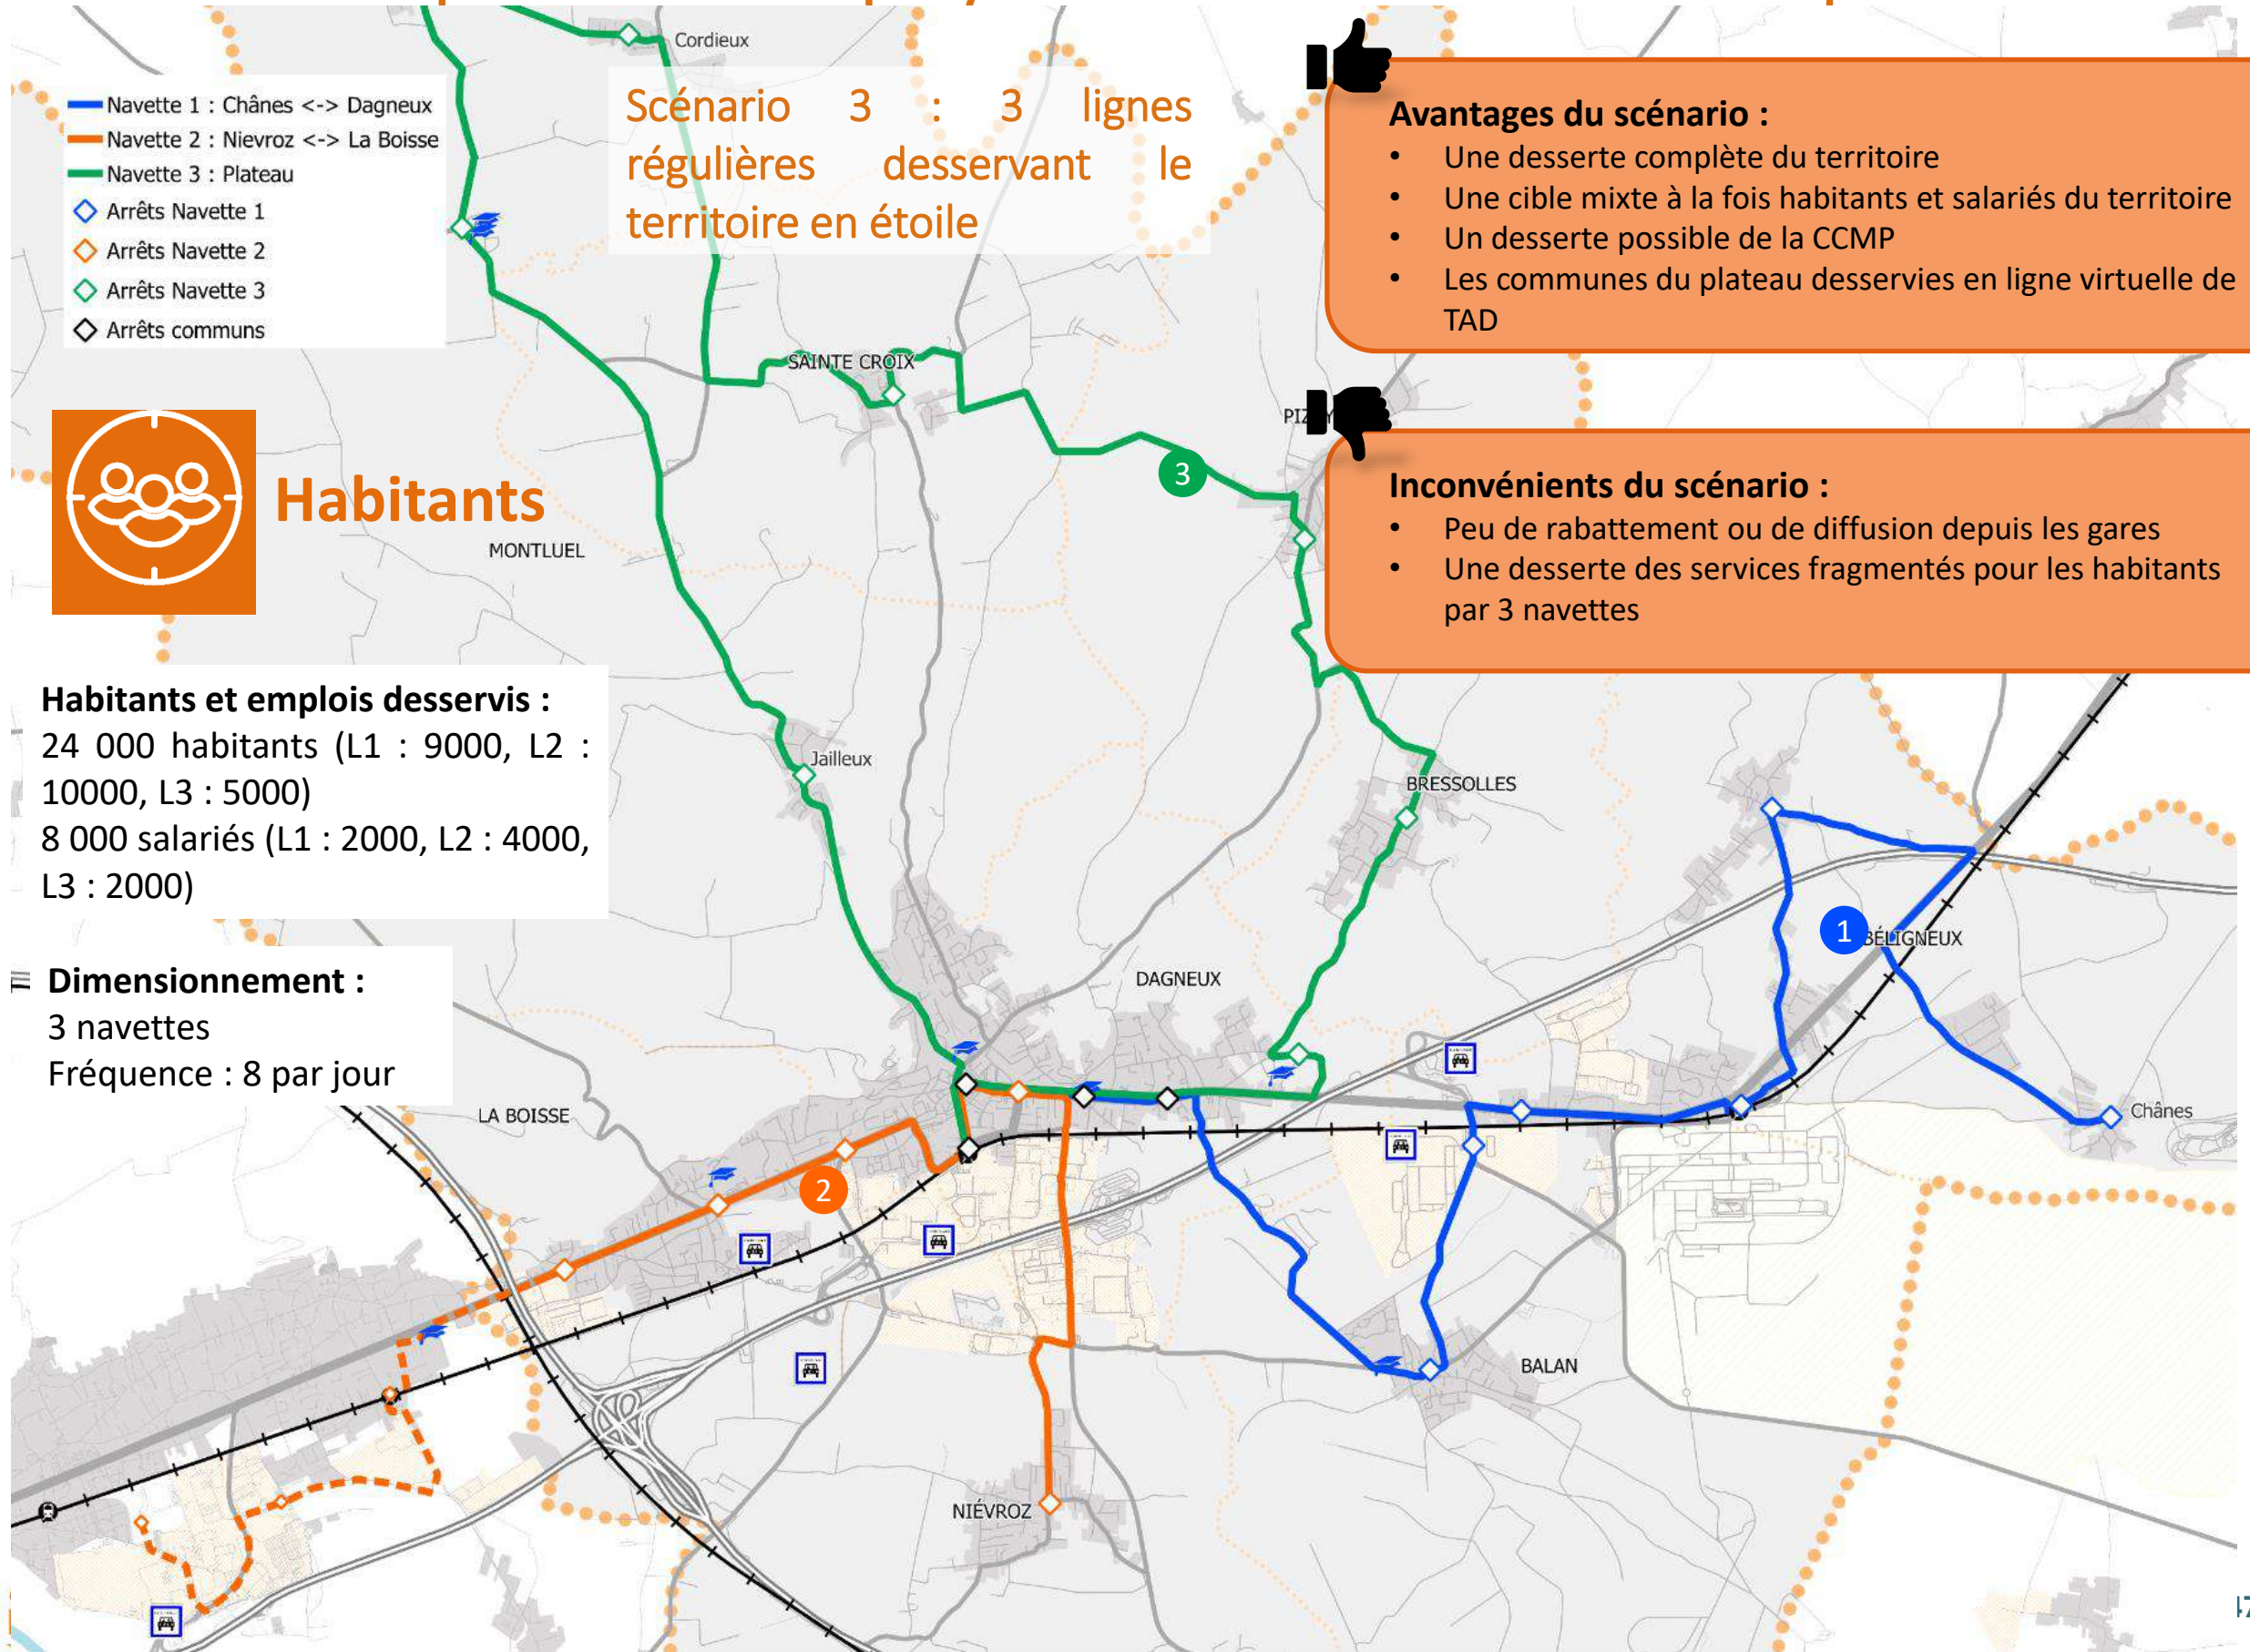 Cordieux
Navette 1 : Chânes <-> Dagneux
Navette 2 : Nievroz <-> La Boisse
Navette 3 : Plateau
Arrêts Navette 1
Arrêts Navette 2
Arrêts Navette 3
Arrêts communs
Scénario 3 : 3 lignes
régulières desservant le
territoire en étoile
Avantages du scénario :
• Une desserte complète du territoire
• Une cible mixte à la fois habitants et salariés du territoire
• Un desserte possible de la CCMP
• Les communes du plateau desservies en ligne virtuelle de
TAD
SAINTE CROIX
3
Habitants
MONTLUEL
Inconvénients du scénario :
• Peu de rabattement ou de diffusion depuis les gares
• Une desserte des services fragmentés pour les habitants
par 3 navettes
Habitants et emplois desservis :
24 000 habitants (L1 : 9000, L2 :
10000, L3 : 5000)
8 000 salariés (L1 : 2000, L2 : 4000,
L3 : 2000)
Jailleux
BRESSOLLES
1
BÉLIGNEUX
DAGNEUX
Dimensionnement :
3 navettes
Fréquence : 8 par jour
LA BOISSE
Chânes
2
BALAN
NIÉVROZ